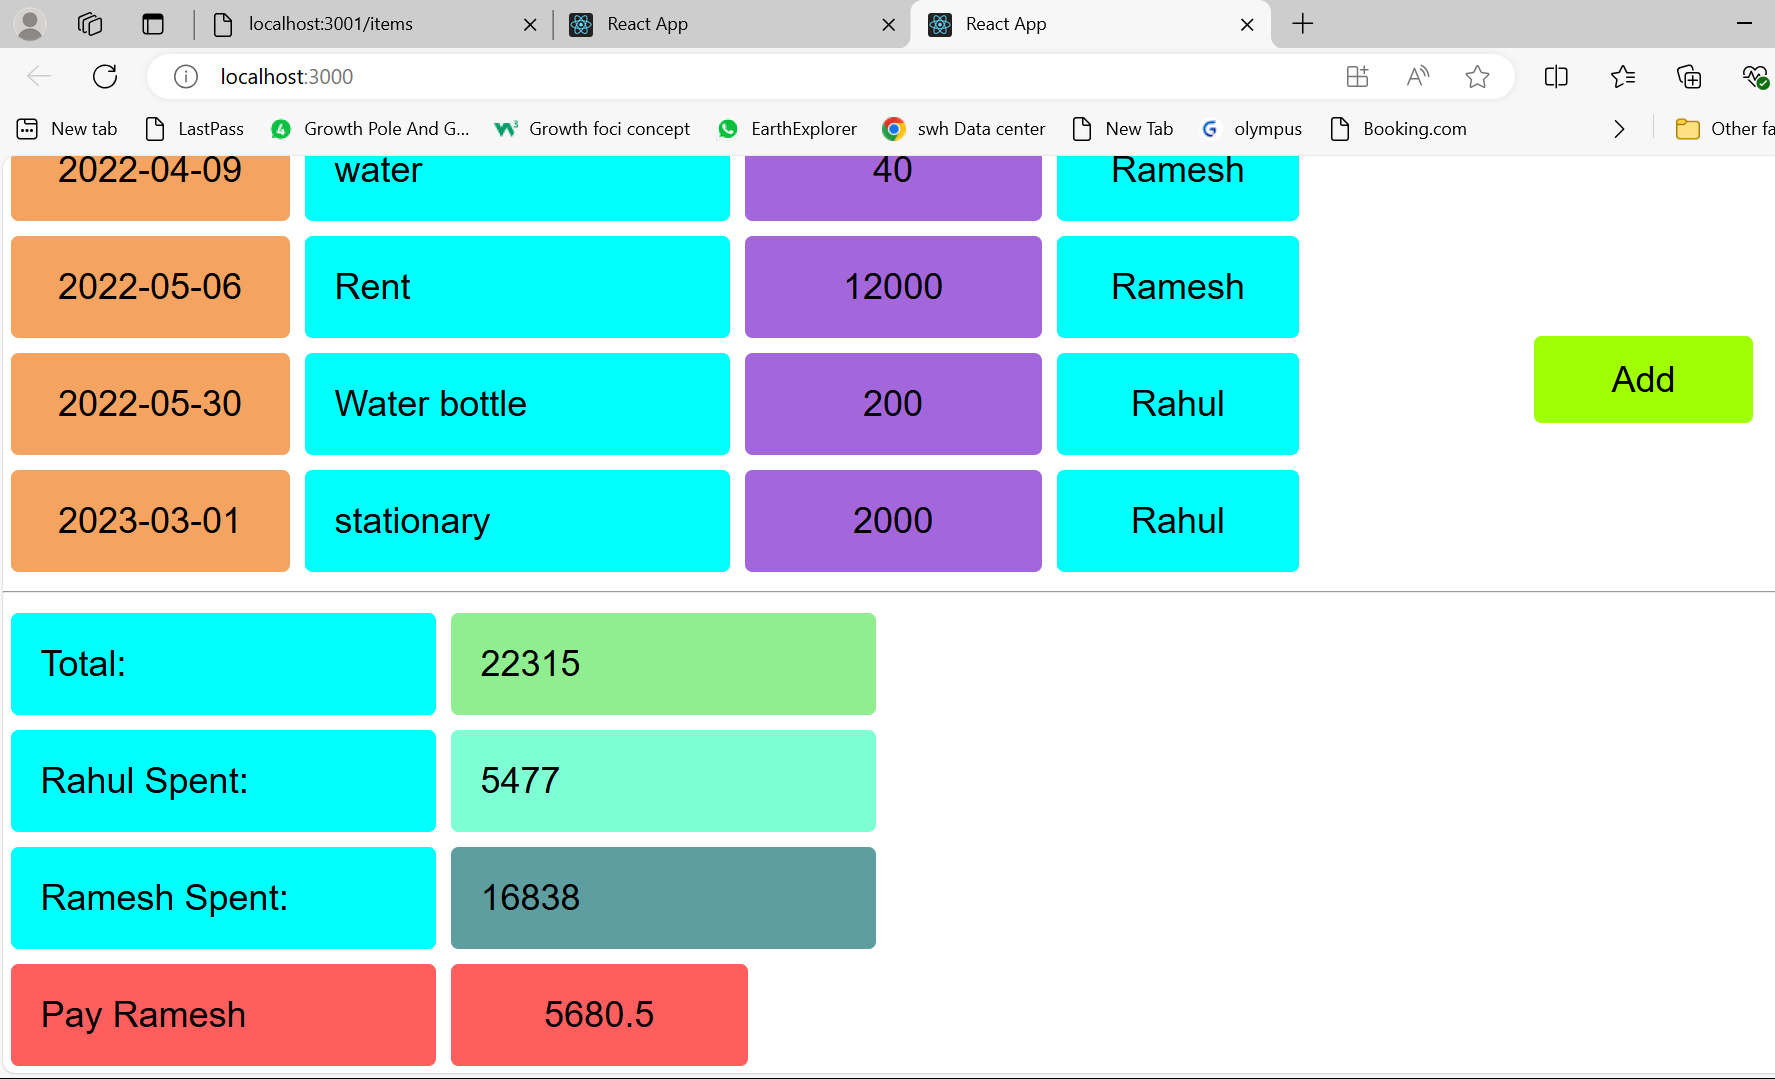 localhost:3001/items React App React App
localhost:3000
New tab LastPass Growth Pole And G... Growth foci concept EarthExplorer swh Data center New Tab olympus Booking.com Other fa
2022-04-09 water 40 Ramesh
2022-05-06 Rent 12000 Ramesh
2022-05-30 Water bottle 200 Rahul
Add
2023-03-01 stationary 2000 Rahul
Total: 22315
Rahul Spent: 5477
Ramesh Spent: 16838
Pay Ramesh 5680.5